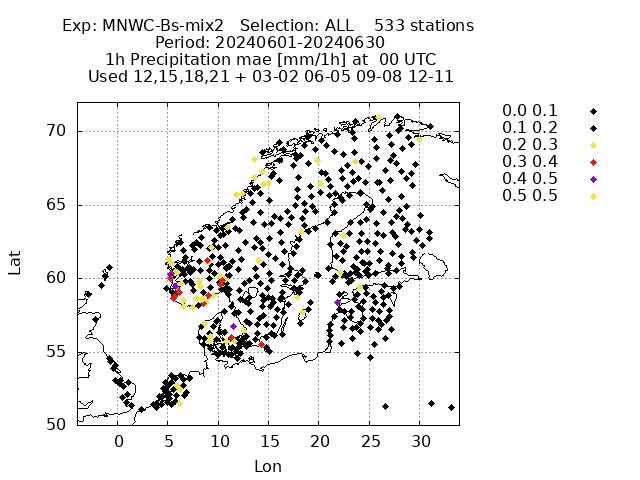 Exp: MNWC-Bs-mix2   Selection: ALL    533 stations
Period: 20240601-20240630
1h Precipitation mae [mm/1h] at  00 UTC
Used 12,15,18,21 + 03-02 06-05 09-08 12-11
0.0 0.1
0.1 0.2
0.2 0.3
0.3 0.4
0.4 0.5
0.5 0.5
70
65
60
55
50
Lat
0 5 10 15 20 25 30
Lon